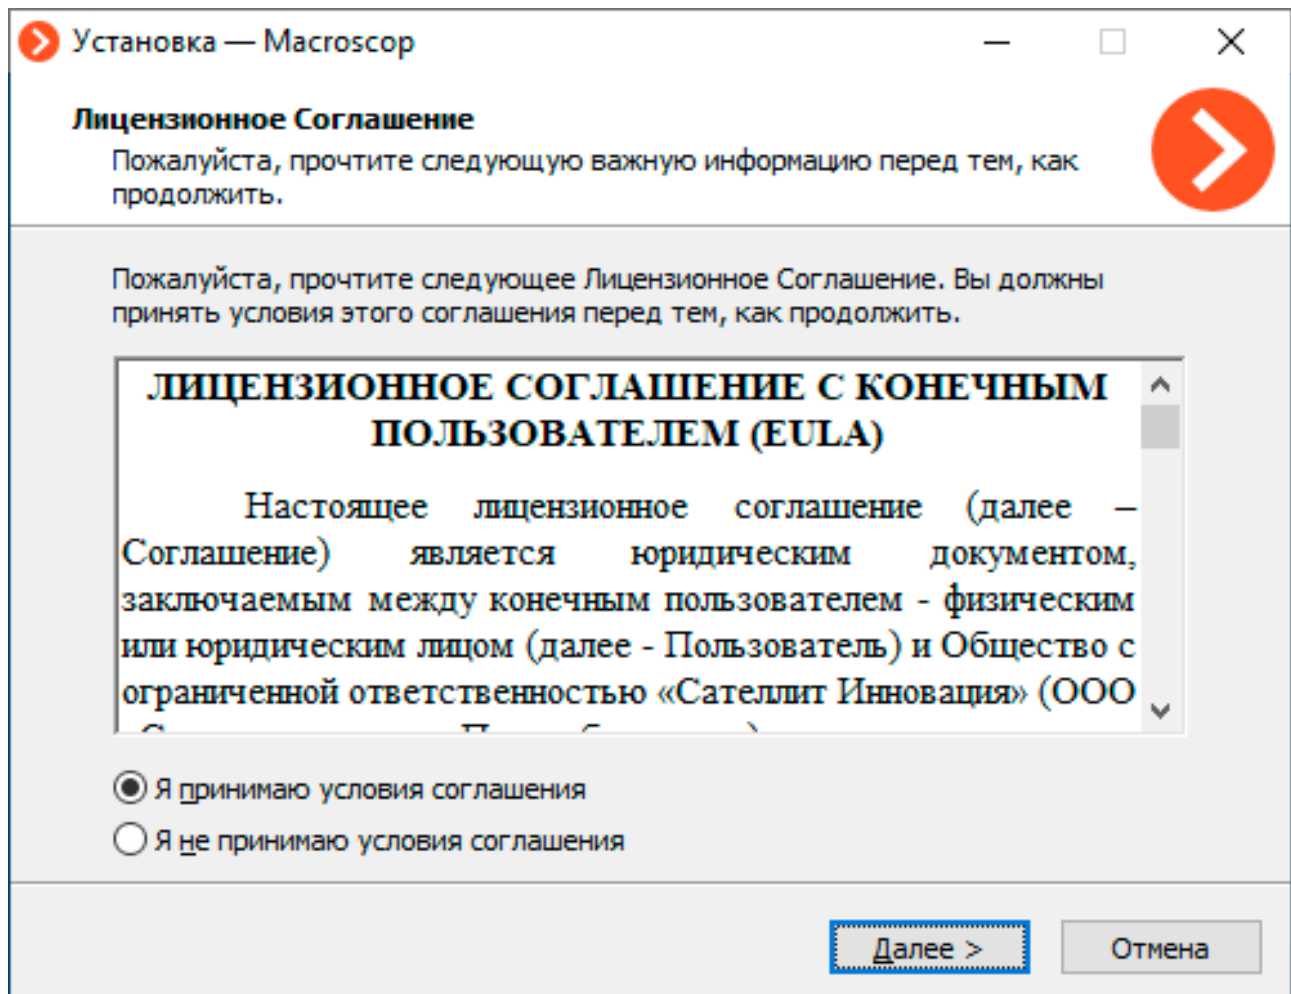 Установка — Macroscop
Лицензионное Соглашение
Пожалуйста, прочтите следующую важную информацию перед тем, как
продолжить.
Пожалуйста, прочтите следующее Лицензионное Соглашение. Вы должны
принять условия этого соглашения перед тем, как продолжить.
ЛИЦЕНЗИОННОЕ СОГЛАШЕНИЕ С КОНЕЧНЫМ
ПОЛЬЗОВАТЕЛЕМ (EULA)
Настоящее лицензионное соглашение (далее –
Соглашение) является юридическим документом,
заключаемым между конечным пользователем - физическим
или юридическим лицом (далее - Пользователь) и Общество с
ограниченной ответственностью «Сателлит Инновация» (ООО
Я принимаю условия соглашения
Я не принимаю условия соглашения
Далее >
Отмена